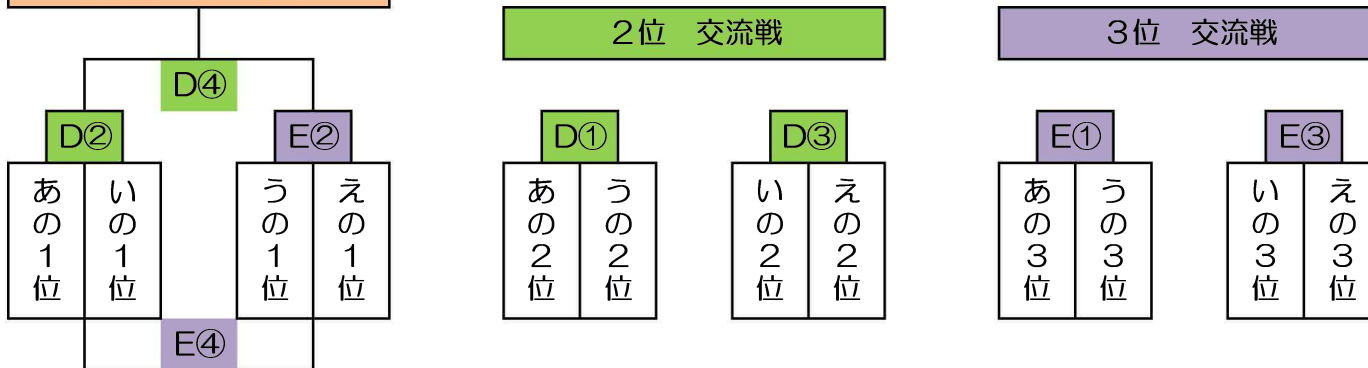 ２位　交流戦
３位　交流戦
D④
D②
E②
D①
D③
E①
E③
あの１位
いの１位
うの１位
えの１位
あの２位
うの２位
いの２位
えの２位
あの３位
うの３位
いの３位
えの３位
E④